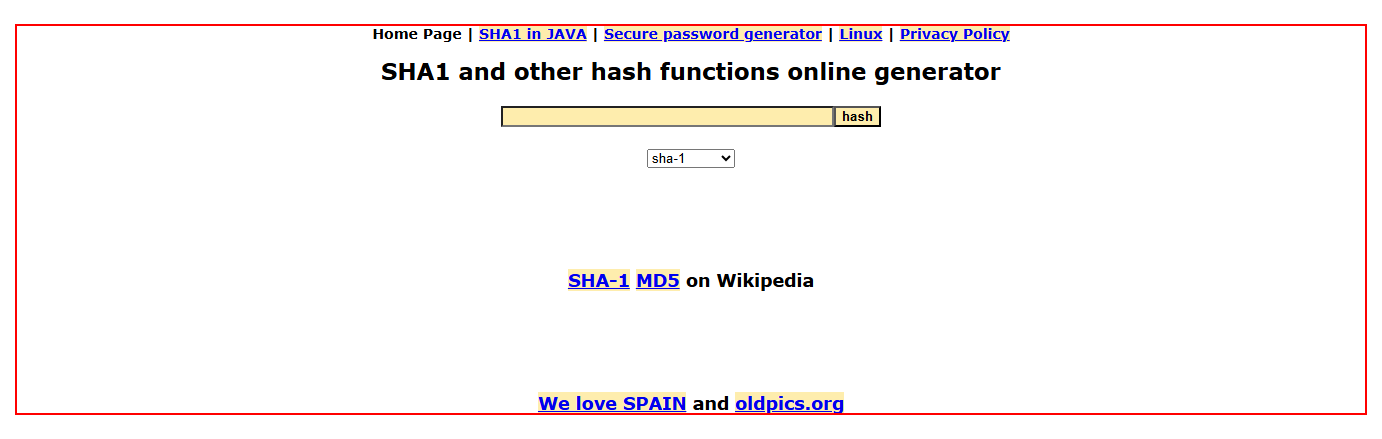 Home Page | SHA1 in JAVA | Secure password generator | Linux | Privacy Policy
SHA1 and other hash functions online generator
hash
sha-1
SHA-1 MD5 on Wikipedia
We love SPAIN and oldpics.org